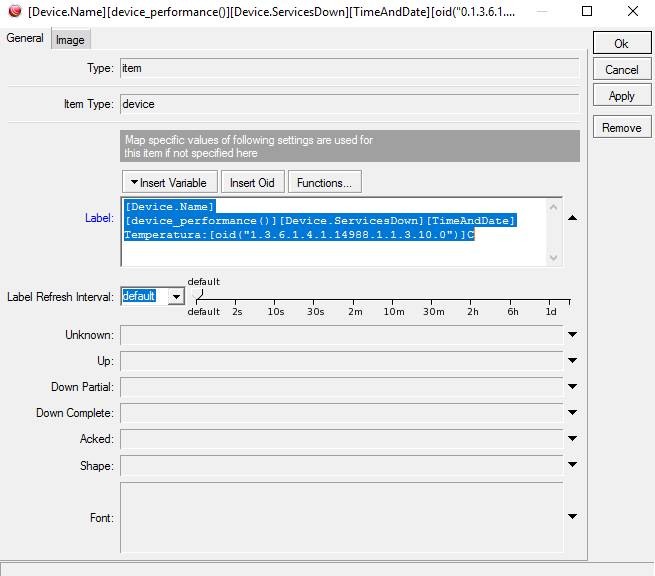 [Device.Name][device_performance()][Device.ServicesDown][TimeAndDate][oid("0.1.3.6.1....
General
Image
Ok
Cancel
Apply
Remove
Type: item
Item Type: device
Map specific values of following settings are used for
this item if not specified here
Insert Variable Insert Oid Functions...
Label:
[Device.Name]
[device_performance()][Device.ServicesDown][TimeAndDate]
Temperatura:[oid("1.3.6.1.4.1.14988.1.1.3.10.0")]C
default
Label Refresh Interval: default
default 2s 10s 30s 2m 10m 30m 2h 6h 1d
Unknown:
Up:
Down Partial:
Down Complete:
Acked:
Shape:
Font: